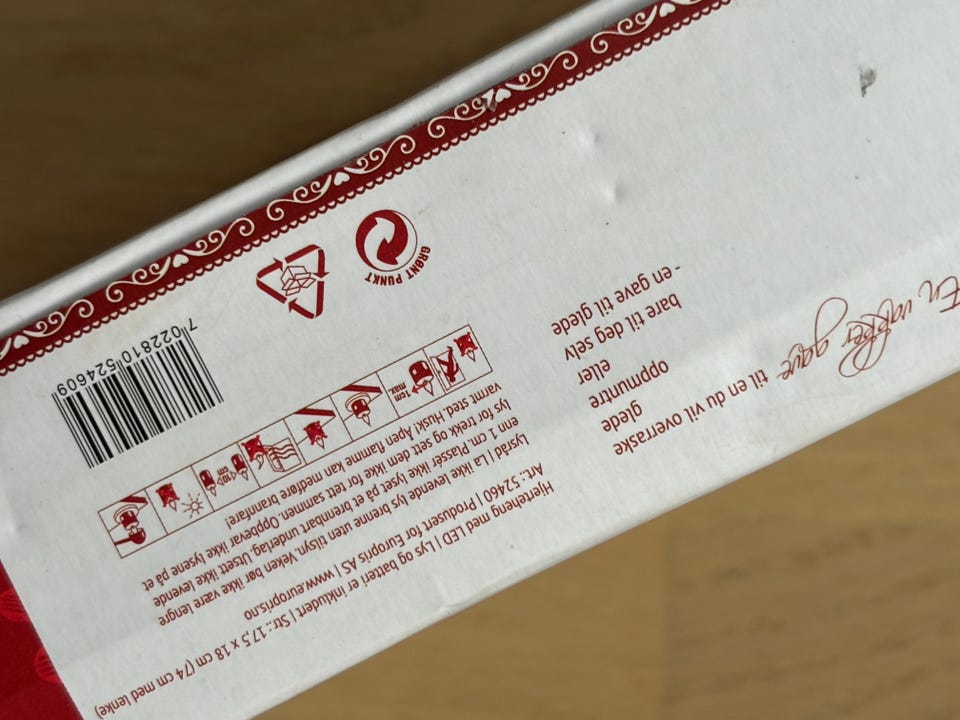 En vakker gave til en du vil overraske
glede
oppmuntre
eller
bare til deg selv
- en gave til glede
Hjerteheng med LED | Lys og batteri er inkludert | Str.: 17,5 x 18 cm (74 cm med lenke)
Art.: 52460 | Produsert for Europris AS | www.europris.no
Lysråd | La ikke levende lys brenne uten tilsyn. Veken bør ikke være lengre
enn 1 cm. Plassér ikke lyset på et brennbart underlag. Utsett ikke levende
lys for trekk og sett dem ikke for tett sammen. Oppbevar ikke lysene på et
varmt sted. Husk! Åpen flamme kan medføre brannfare!
1cm
max.
10
cm
GRØNT PUNKT
7 022810 524609